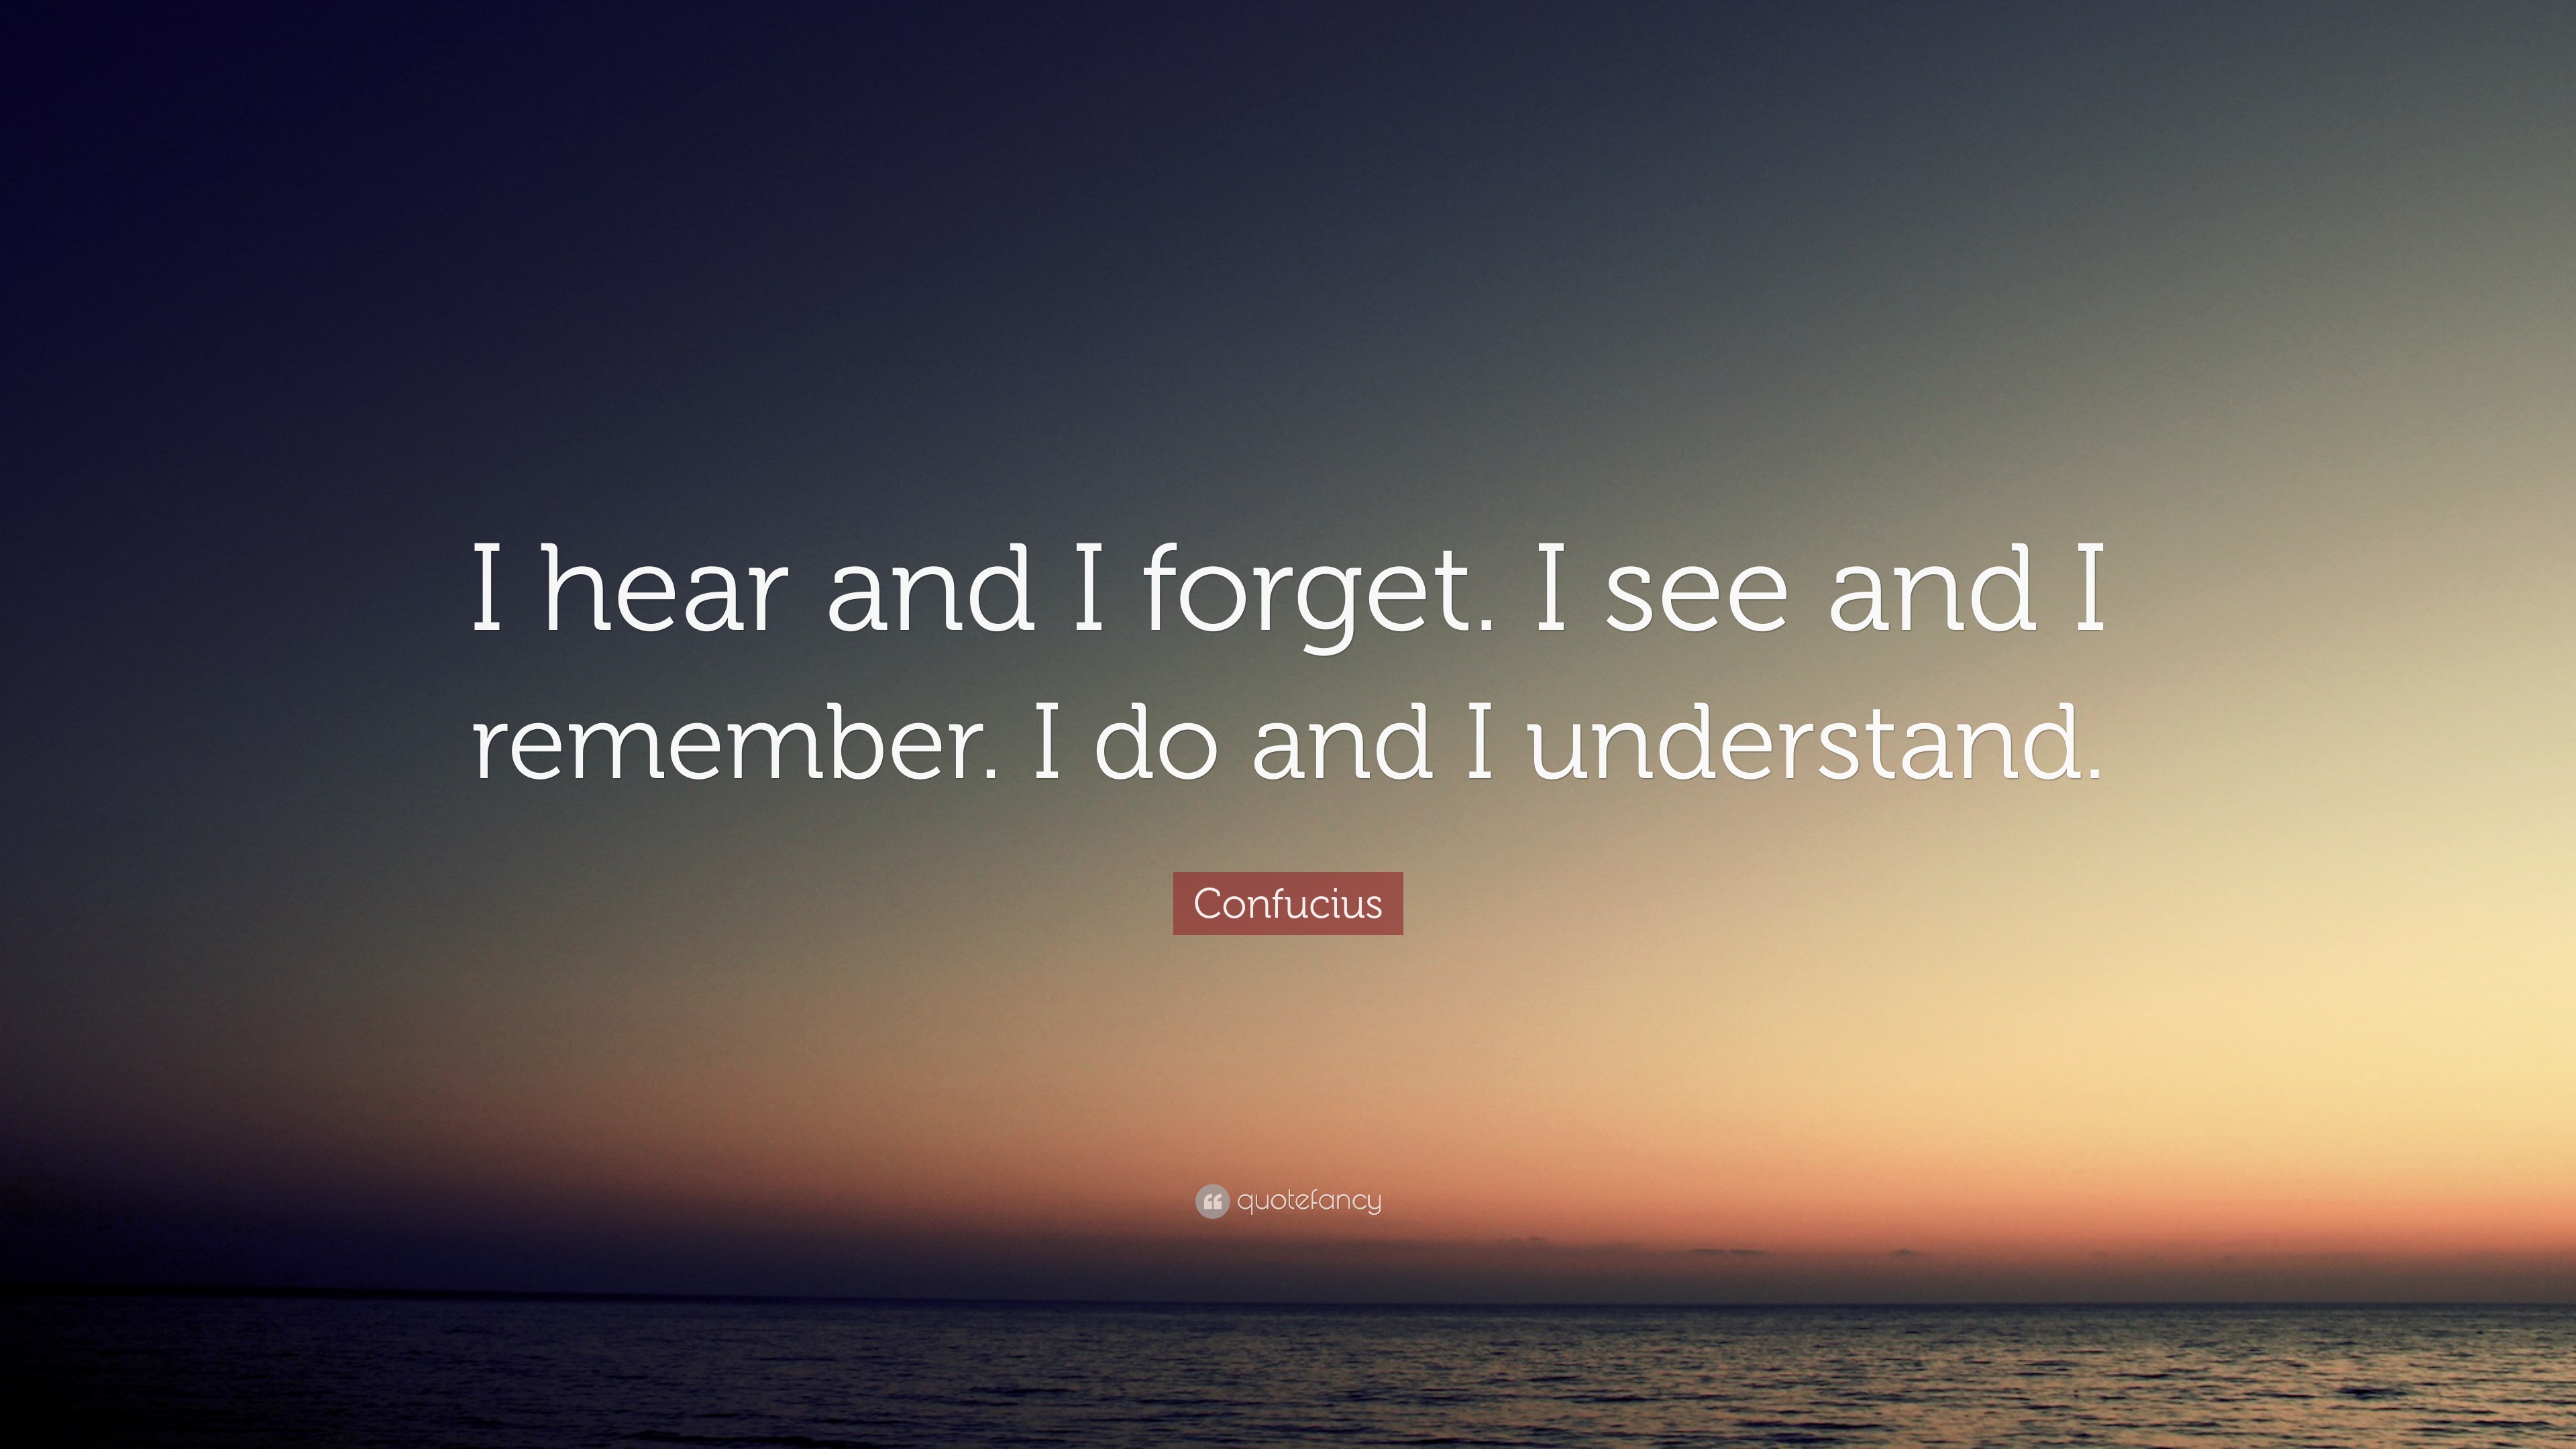 I hear and I forget. I see and I
remember. I do and I understand.
Confucius
quotefancy